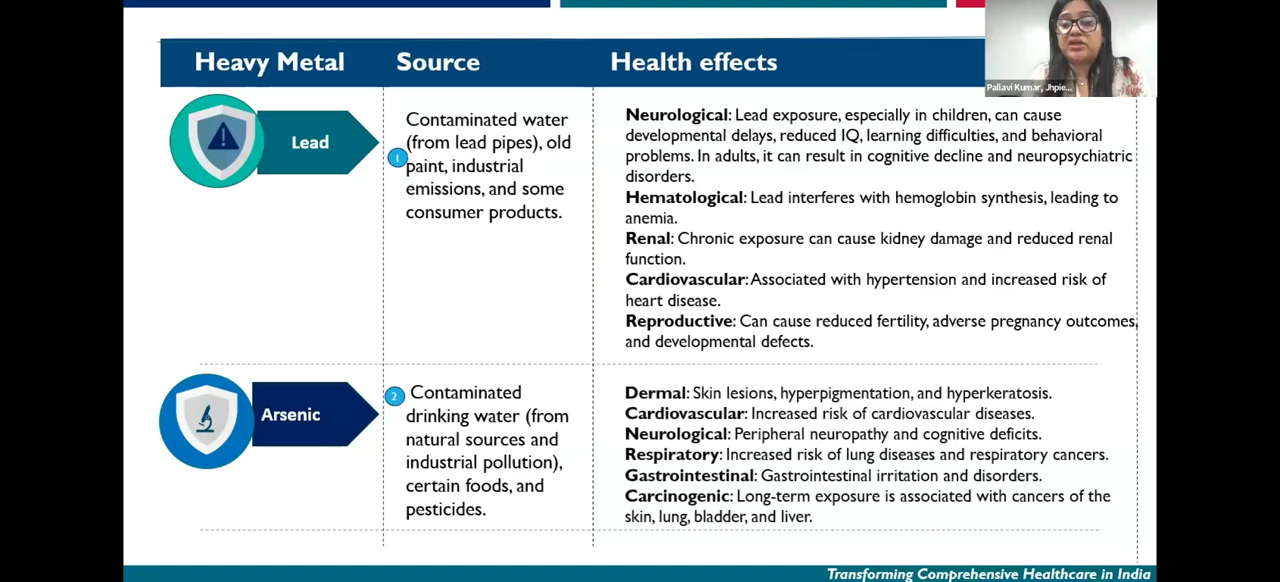 Heavy Metal Source Health effects
Pallavi Kumar, Jhpie...
Lead
1
Contaminated water
(from lead pipes), old
paint, industrial
emissions, and some
consumer products.
Neurological: Lead exposure, especially in children, can cause
developmental delays, reduced IQ, learning difficulties, and behavioral
problems. In adults, it can result in cognitive decline and neuropsychiatric
disorders.
Hematological: Lead interferes with hemoglobin synthesis, leading to
anemia.
Renal: Chronic exposure can cause kidney damage and reduced renal
function.
Cardiovascular: Associated with hypertension and increased risk of
heart disease.
Reproductive: Can cause reduced fertility, adverse pregnancy outcomes,
and developmental defects.
Arsenic
2
Contaminated
drinking water (from
natural sources and
industrial pollution),
certain foods, and
pesticides.
Dermal: Skin lesions, hyperpigmentation, and hyperkeratosis.
Cardiovascular: Increased risk of cardiovascular diseases.
Neurological: Peripheral neuropathy and cognitive deficits.
Respiratory: Increased risk of lung diseases and respiratory cancers.
Gastrointestinal: Gastrointestinal irritation and disorders.
Carcinogenic: Long-term exposure is associated with cancers of the
skin, lung, bladder, and liver.
Transforming Comprehensive Healthcare in India